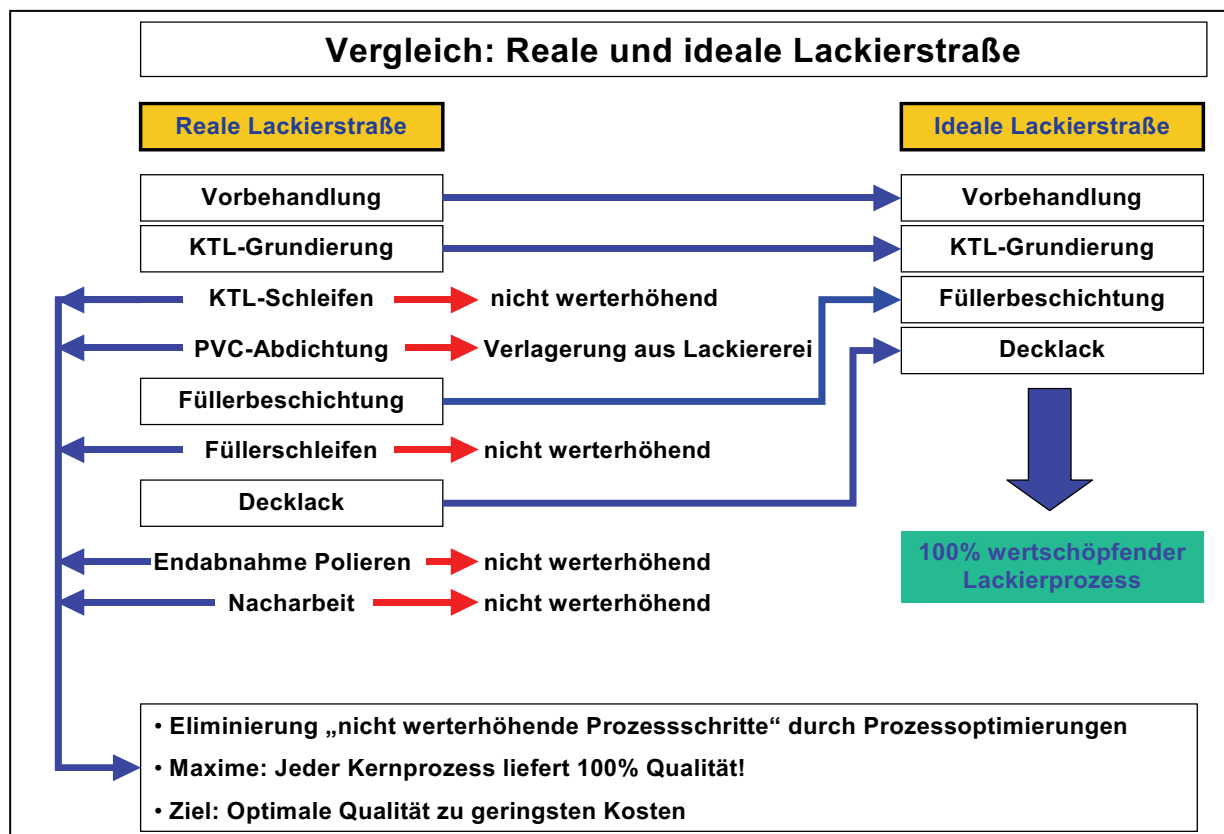 Vergleich: Reale und ideale Lackierstraße
Reale Lackierstraße
Ideale Lackierstraße
Vorbehandlung
Vorbehandlung
KTL-Grundierung
KTL-Grundierung
KTL-Schleifen
nicht werterhöhend
Füllerbeschichtung
PVC-Abdichtung
Verlagerung aus Lackiererei
Decklack
Füllerbeschichtung
Füllerschleifen
nicht werterhöhend
Decklack
Endabnahme Polieren
nicht werterhöhend
100% wertschöpfender
Lackierprozess
Nacharbeit
nicht werterhöhend
• Eliminierung „nicht werterhöhende Prozessschritte“ durch Prozessoptimierungen
• Maxime: Jeder Kernprozess liefert 100% Qualität!
• Ziel: Optimale Qualität zu geringsten Kosten